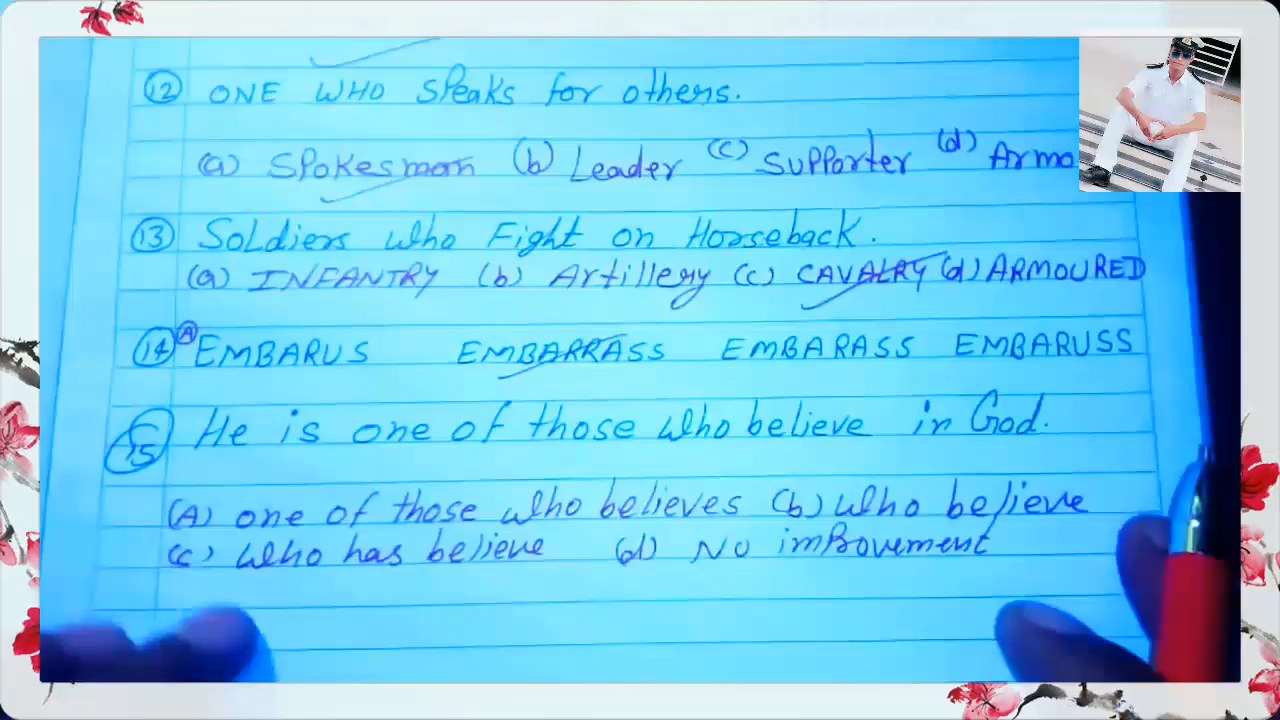 12 ONE WHO Speaks for others.
(a) Spokesman (b) Leader (c) Supporter (d)
13 Soldiers who Fight on Horseback.
(a) INFANTRY (b) Artillery (c) CAVALRY (d) ARMOURED
14 (A) EMBARUS EMBARRASS EMBARASS EMBARUSS
15 He is one of those who believe in God.
(A) one of those who believes (b) who believe
(c) who has believe (d) No improvement